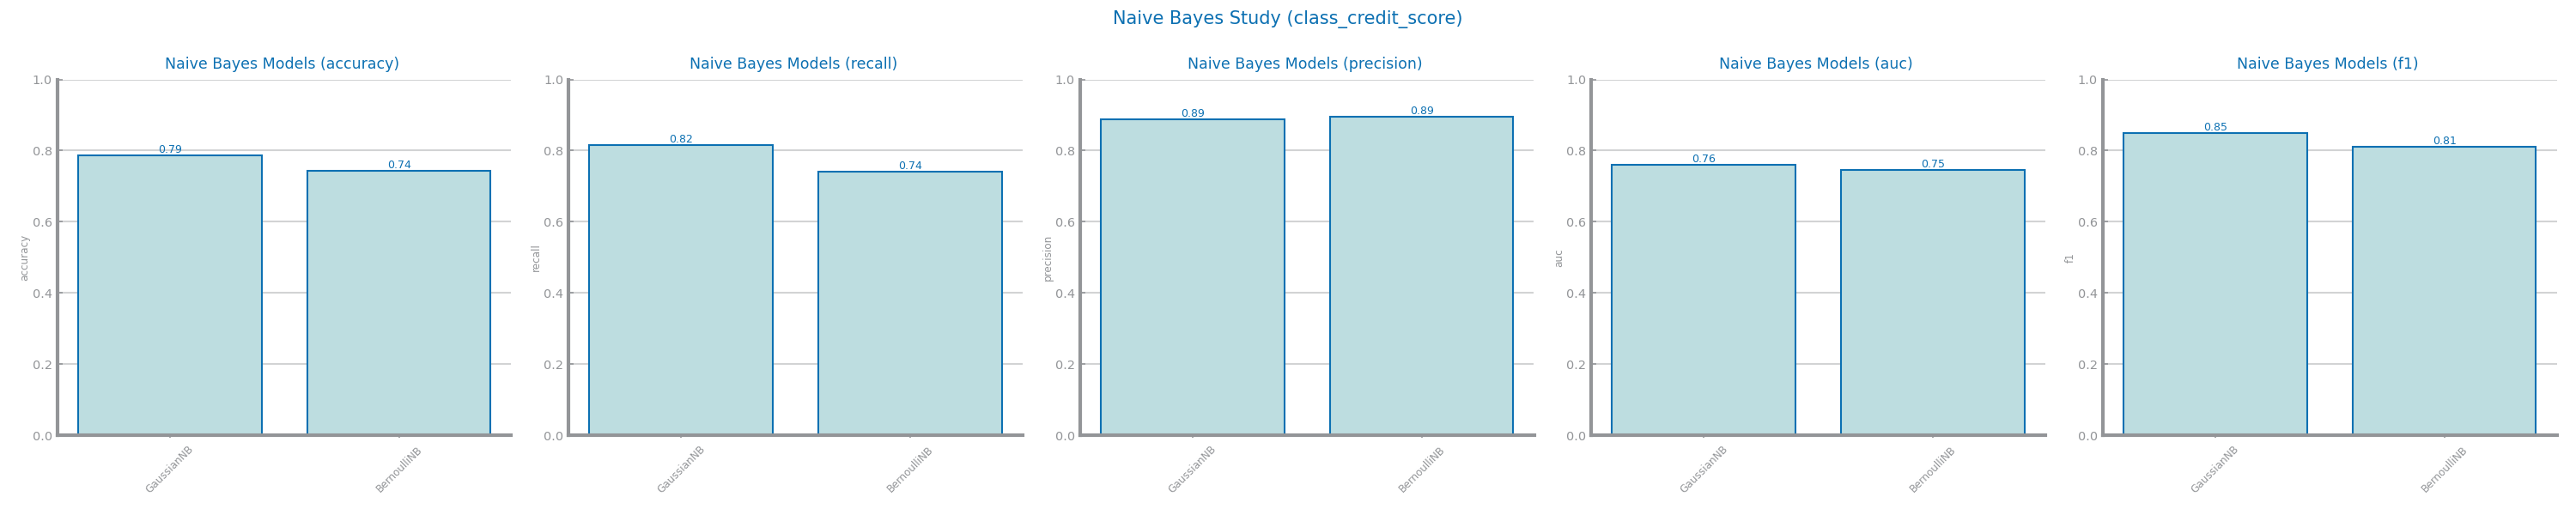 Naive Bayes Study (class_credit_score)
Naive Bayes Models (accuracy)
1.0
0.8
0.6
0.4
0.2
0.0
accuracy
0.79
0.74
GaussianNB
BernoulliNB
Naive Bayes Models (recall)
1.0
0.8
0.6
0.4
0.2
0.0
recall
0.82
0.74
GaussianNB
BernoulliNB
Naive Bayes Models (precision)
1.0
0.8
0.6
0.4
0.2
0.0
precision
0.89
0.89
GaussianNB
BernoulliNB
Naive Bayes Models (auc)
1.0
0.8
0.6
0.4
0.2
0.0
auc
0.76
0.75
GaussianNB
BernoulliNB
Naive Bayes Models (f1)
1.0
0.8
0.6
0.4
0.2
0.0
f1
0.85
0.81
GaussianNB
BernoulliNB